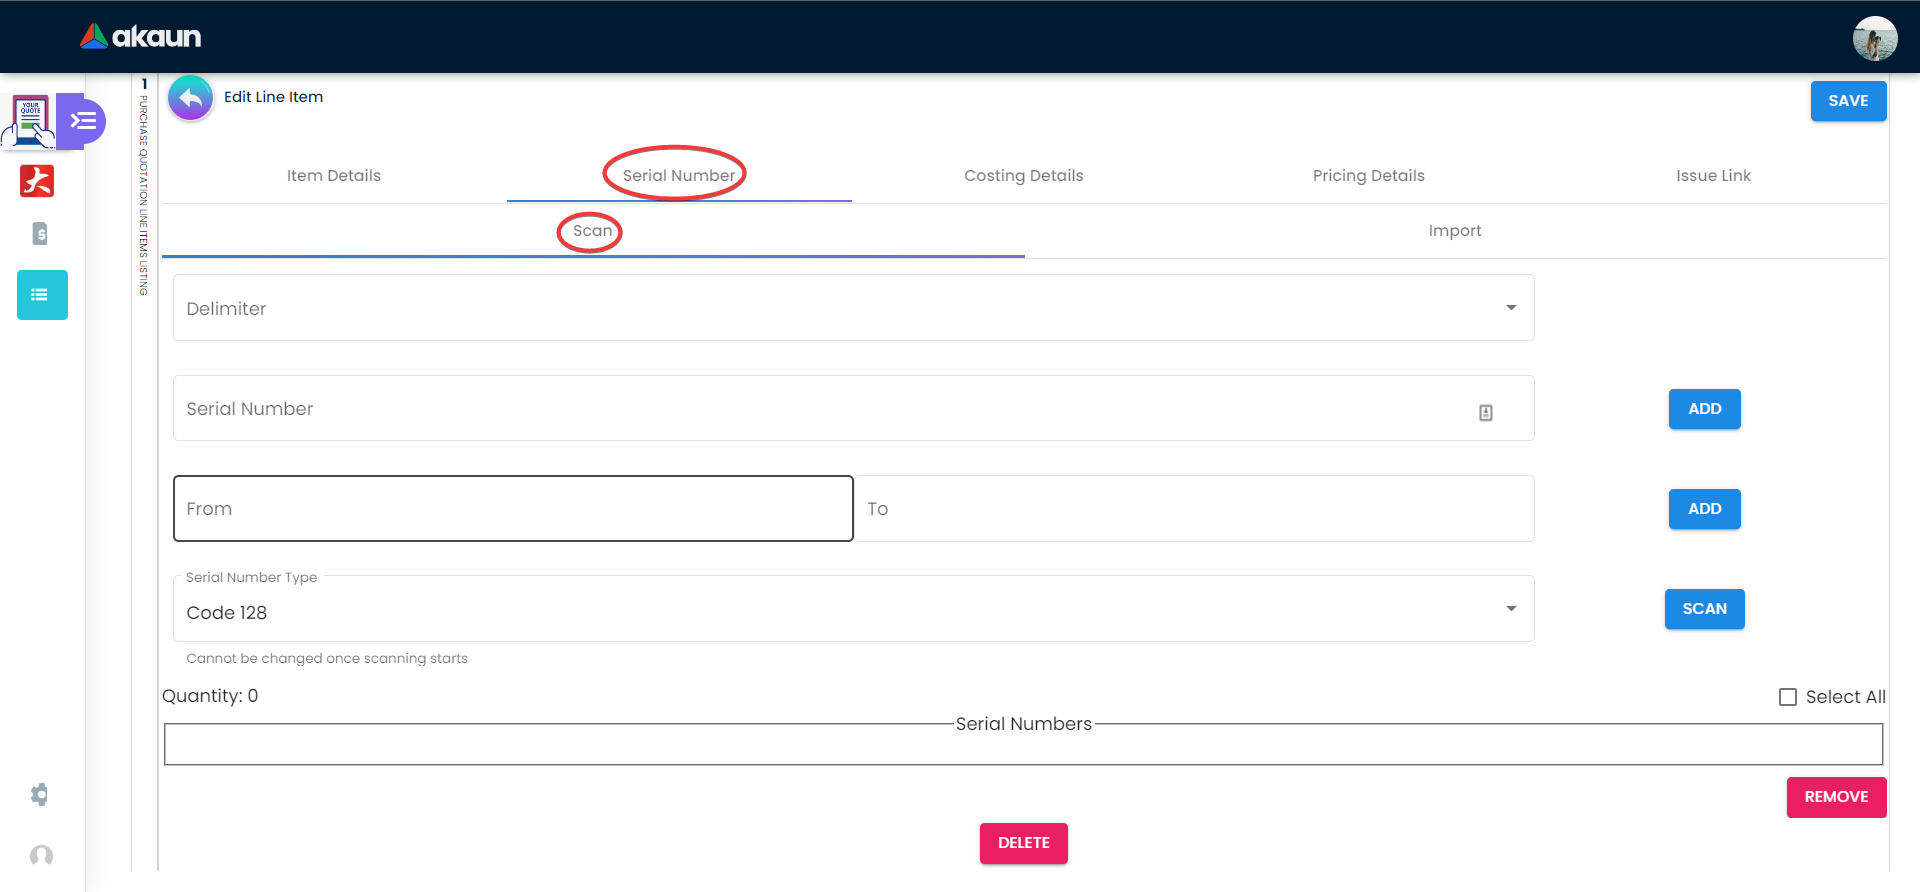 akaun
YOUR
QUOTE
1
PURCHASE QUOTATION LINE ITEMS LISTING
Edit Line Item
SAVE
Item Details
Serial Number
Costing Details
Pricing Details
Issue Link
Scan
Import
Delimiter
Serial Number
ADD
From
To
ADD
Serial Number Type
Code 128
SCAN
Cannot be changed once scanning starts
Quantity: 0
Select All
Serial Numbers
REMOVE
DELETE